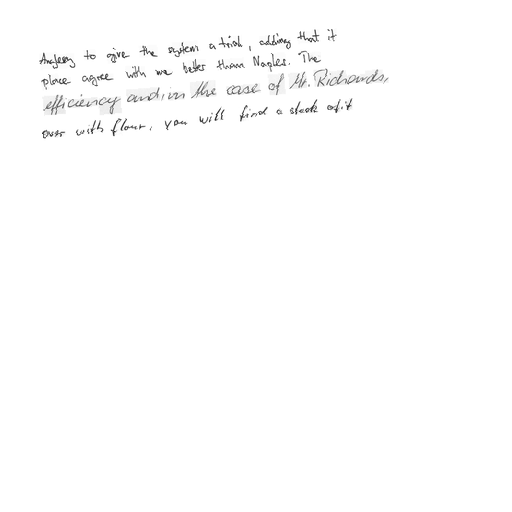 Anglesey to give the system a trial, adding that it
place agree with me better than Naples. The
efficiency and, in the case of Mr. Richards,
over with flour, you will find a steak of it